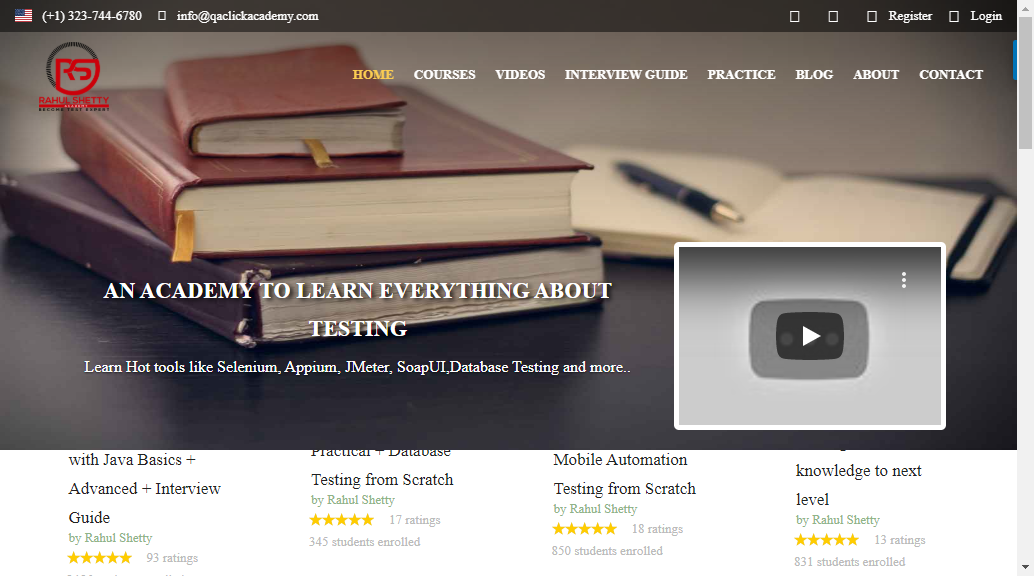 (+1) 323-744-6780 info@qaclickacademy.com Register Login
RS
RAHUL SHETTY
ACADEMY
HOME COURSES VIDEOS INTERVIEW GUIDE PRACTICE BLOG ABOUT CONTACT
AN ACADEMY TO LEARN EVERYTHING ABOUT
TESTING
Learn Hot tools like Selenium, Appium, JMeter, SoapUI,Database Testing and more..
with Java Basics +
Advanced + Interview
Guide
by Rahul Shetty
93 ratings
Practical + Database
Testing from Scratch
by Rahul Shetty
17 ratings
345 students enrolled
Mobile Automation
Testing from Scratch
by Rahul Shetty
18 ratings
850 students enrolled
knowledge to next
level
by Rahul Shetty
13 ratings
831 students enrolled